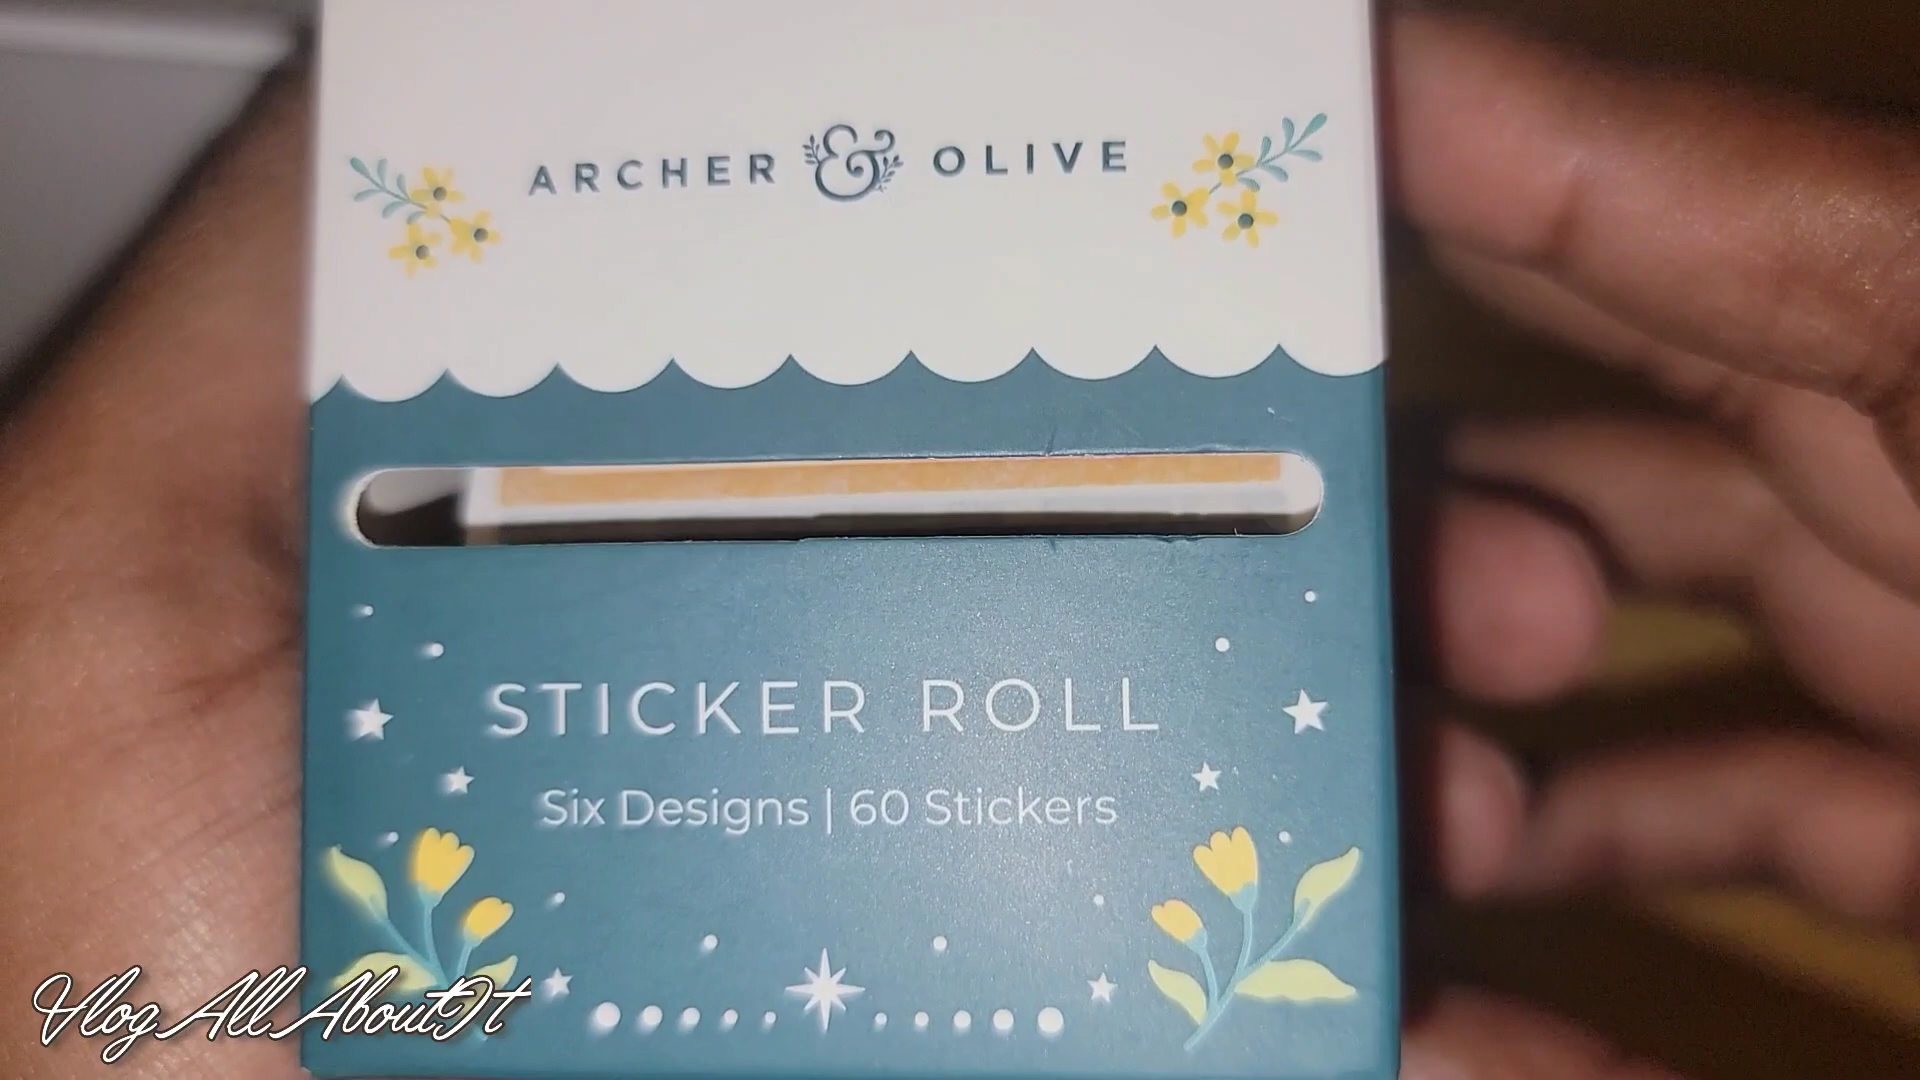 ARCHER & OLIVE
STICKER ROLL
Six Designs | 60 Stickers
Vlog All About It